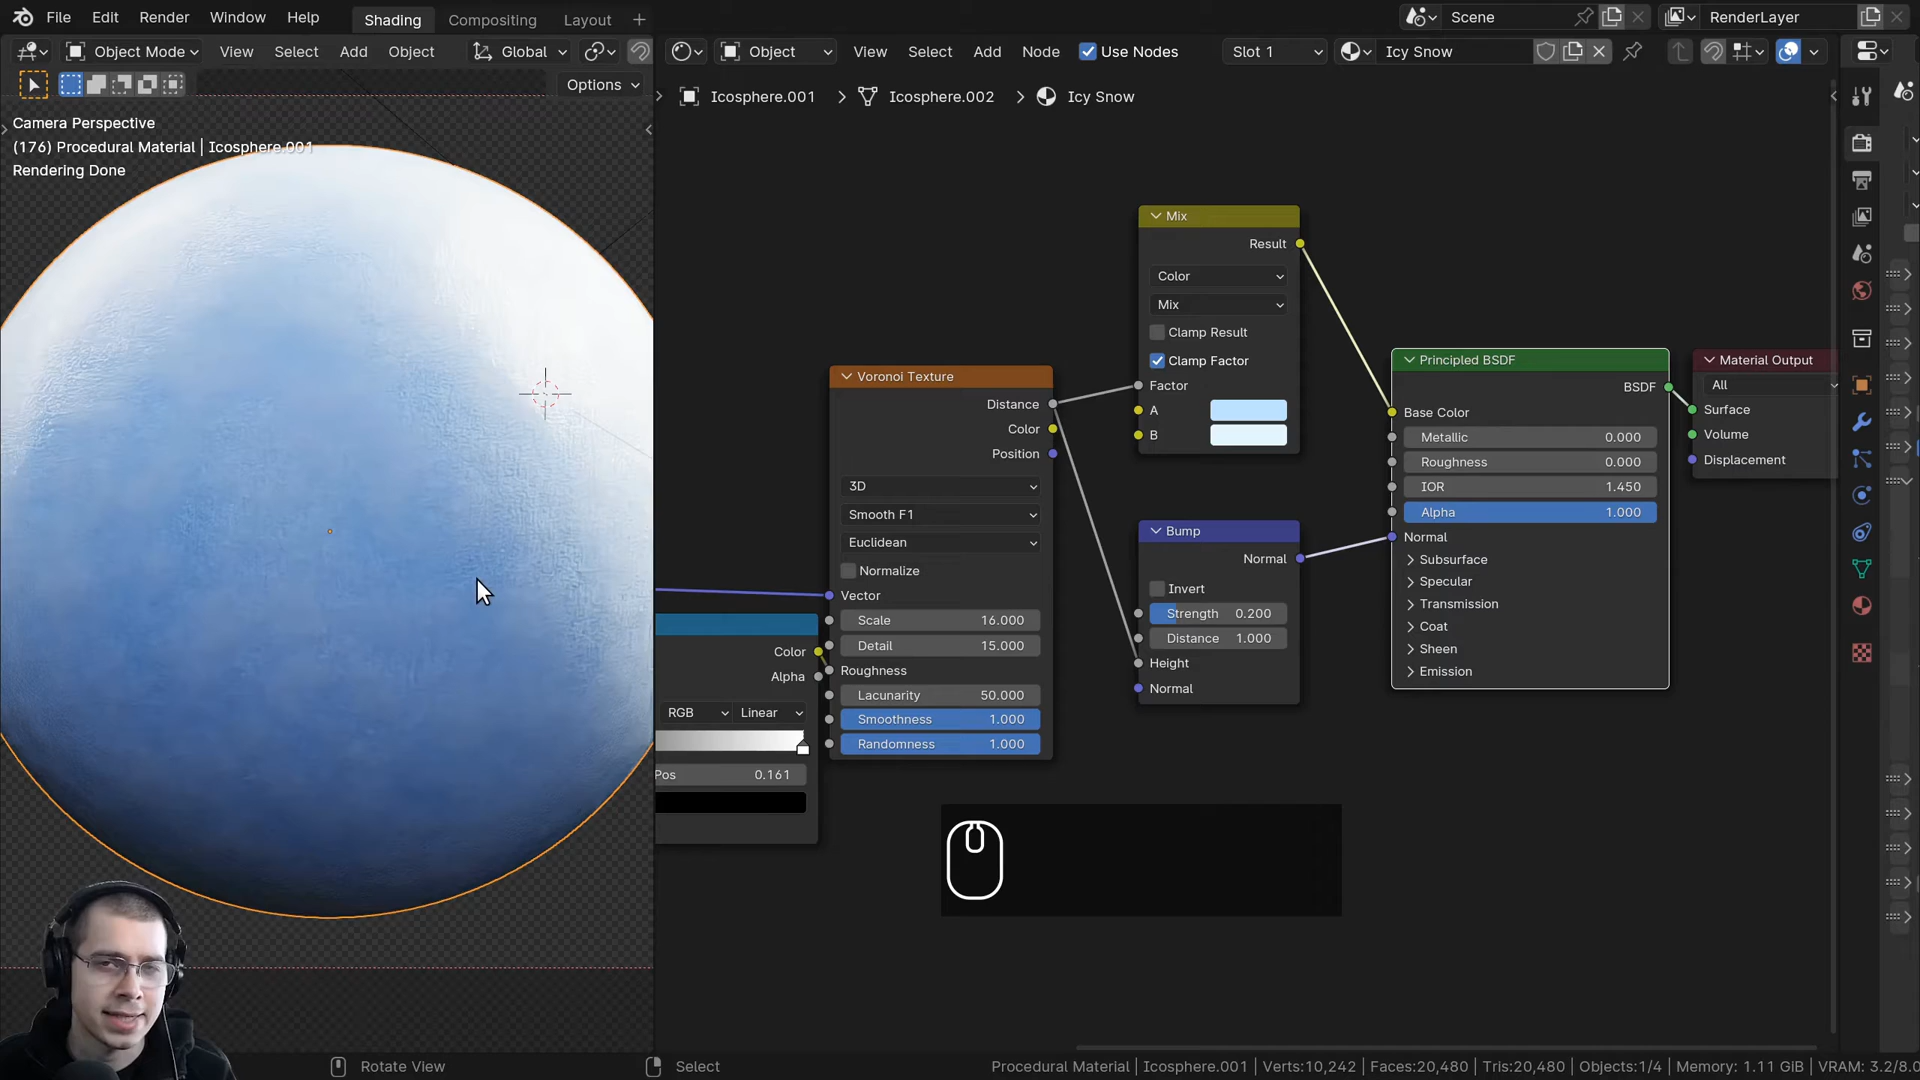 File Edit Render Window Help Shading Compositing Layout + Scene RenderLayer
Object Mode View Select Add Object Global Object View Select Add Node Use Nodes Slot 1 Icy Snow
Options
Icosphere.001 > Icosphere.002 > Icy Snow
Camera Perspective
(176) Procedural Material | Icosphere.001
Rendering Done
Mix
Result
Color
Mix
Clamp Result
Clamp Factor
Factor
A
B
Voronoi Texture
Distance
Color
Position
3D
Smooth F1
Euclidean
Normalize
Vector
Scale 16.000
Detail 15.000
Roughness
Lacunarity 50.000
Smoothness 1.000
Randomness 1.000
Color
Alpha
RGB Linear
Pos 0.161
Bump
Normal
Invert
Strength 0.200
Distance 1.000
Height
Normal
Principled BSDF
BSDF
Base Color
Metallic 0.000
Roughness 0.000
IOR 1.450
Alpha 1.000
Normal
Subsurface
Specular
Transmission
Coat
Sheen
Emission
Material Output
All
Surface
Volume
Displacement
Rotate View Select Procedural Material | Icosphere.001 | Verts:10,242 | Faces:20,480 | Tris:20,480 | Objects:1/4 | Memory: 1.11 GiB | VRAM: 3.2/8.0